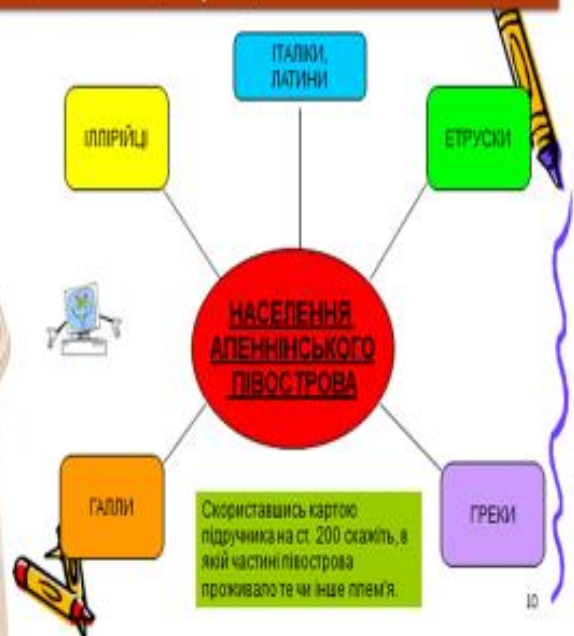 ІТАЛІКИ,
ЛАТИНИ
ІЛЛІРІЙЦІ
ЕТРУСКИ
НАСЕЛЕННЯ
АПЕННІНСЬКОГО
ПІВОСТРОВА
ГАЛЛИ
Скориставшись картою
підручника на ст. 200 скажіть, в
якій частині півострова
проживало те чи інше плем'я.
ГРЕКИ
10